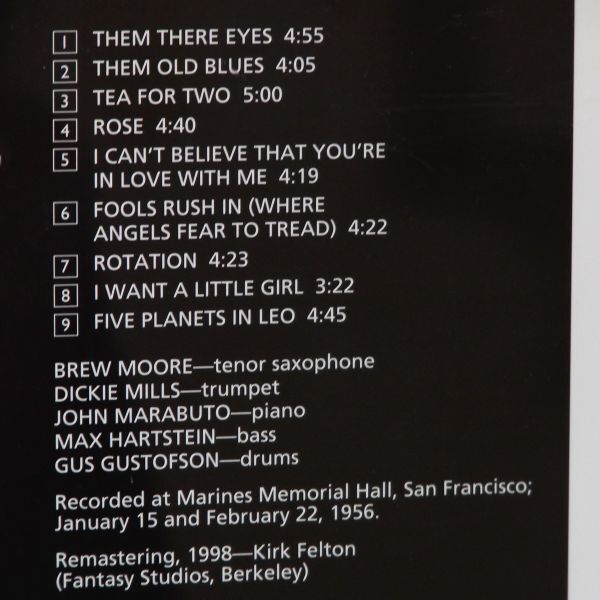 1 THEM THERE EYES 4:55
2 THEM OLD BLUES 4:05
3 TEA FOR TWO 5:00
4 ROSE 4:40
5 I CAN'T BELIEVE THAT YOU'RE
IN LOVE WITH ME 4:19
6 FOOLS RUSH IN (WHERE
ANGELS FEAR TO TREAD) 4:22
7 ROTATION 4:23
8 I WANT A LITTLE GIRL 3:22
9 FIVE PLANETS IN LEO 4:45
BREW MOORE—tenor saxophone
DICKIE MILLS—trumpet
JOHN MARABUTO—piano
MAX HARTSTEIN—bass
GUS GUSTOFSON—drums
Recorded at Marines Memorial Hall, San Francisco;
January 15 and February 22, 1956.
Remastering, 1998—Kirk Felton
(Fantasy Studios, Berkeley)